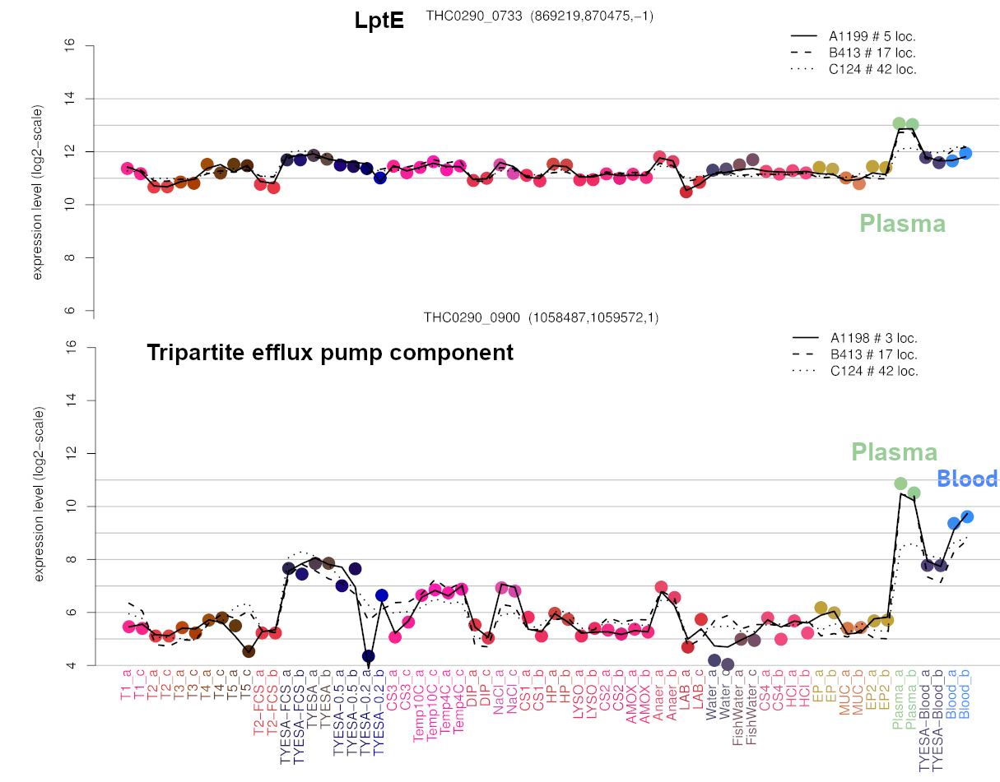 LptE THC0290_0733 (869219,870475,−1)
A1199 # 5 loc.
B413 # 17 loc.
C124 # 42 loc.
expression level (log2−scale)
16
14
12
10
8
6
Plasma
THC0290_0900 (1058487,1059572,1)
Tripartite efflux pump component
A1198 # 3 loc.
B413 # 17 loc.
C124 # 42 loc.
expression level (log2−scale)
16
14
12
10
8
6
4
Plasma
Blood
T1_a
T1_c
T2_a
T2_c
T3_a
T3_c
T4_a
T4_c
T5_a
T5_c
T2−FCS_a
T2−FCS_b
TYESA−FCS_a
TYESA−FCS_b
TYESA_a
TYESA_b
TYESA−0.5_a
TYESA−0.5_b
TYESA−0.2_a
TYESA−0.2_b
CS3_a
CS3_c
Temp10C_a
Temp10C_c
Temp4C_a
Temp4C_c
DIP_a
DIP_c
NaCl_a
NaCl_c
CS1_a
CS1_b
HP_a
HP_b
LYSO_a
LYSO_b
CS2_a
CS2_b
AMOX_a
AMOX_b
Anaer_a
Anaer_b
LAB_a
LAB_c
Water_a
Water_c
FishWater_a
FishWater_c
CS4_a
CS4_b
HCl_a
HCl_b
EP_a
EP_b
MUC_a
MUC_b
EP2_a
EP2_b
Plasma_a
Plasma_b
TYESA−Blood_a
TYESA−Blood_b
Blood_a
Blood_b